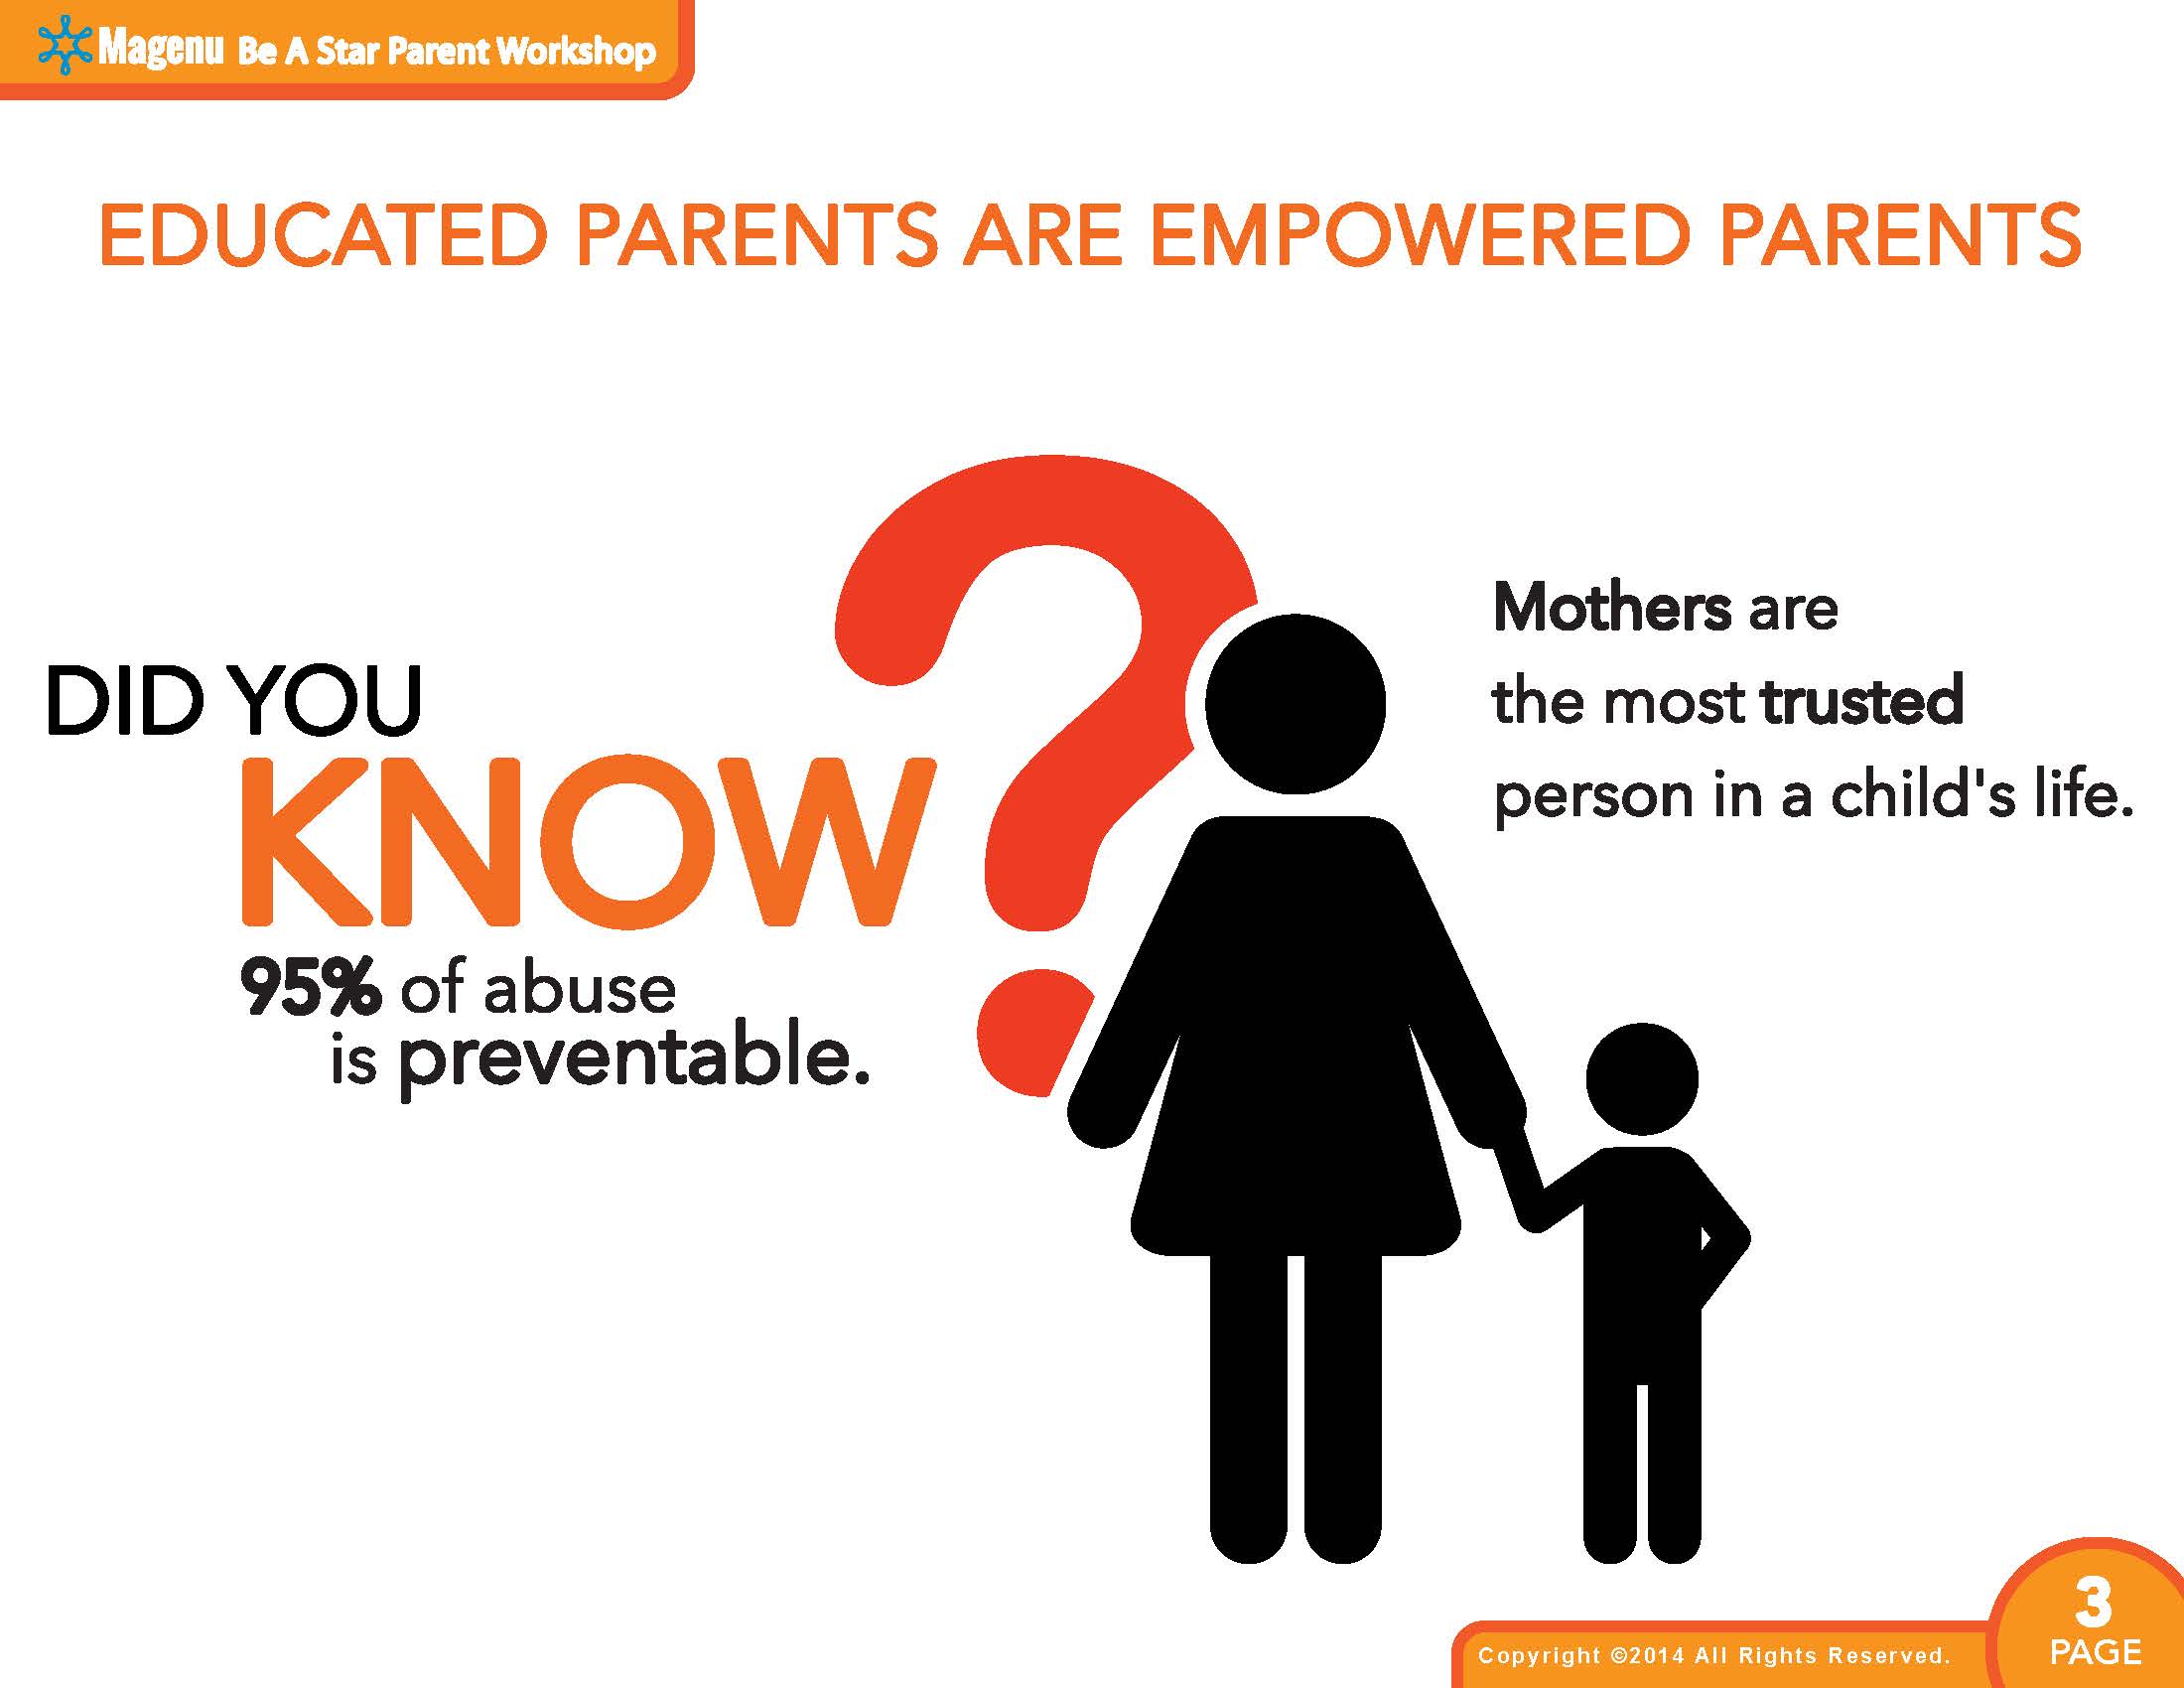 Magenu Be A Star Parent Workshop
EDUCATED PARENTS ARE EMPOWERED PARENTS
DID YOU
KNOW?
95% of abuse
is preventable.
Mothers are
the most trusted
person in a child's life.
Copyright ©2014 All Rights Reserved.
3
PAGE